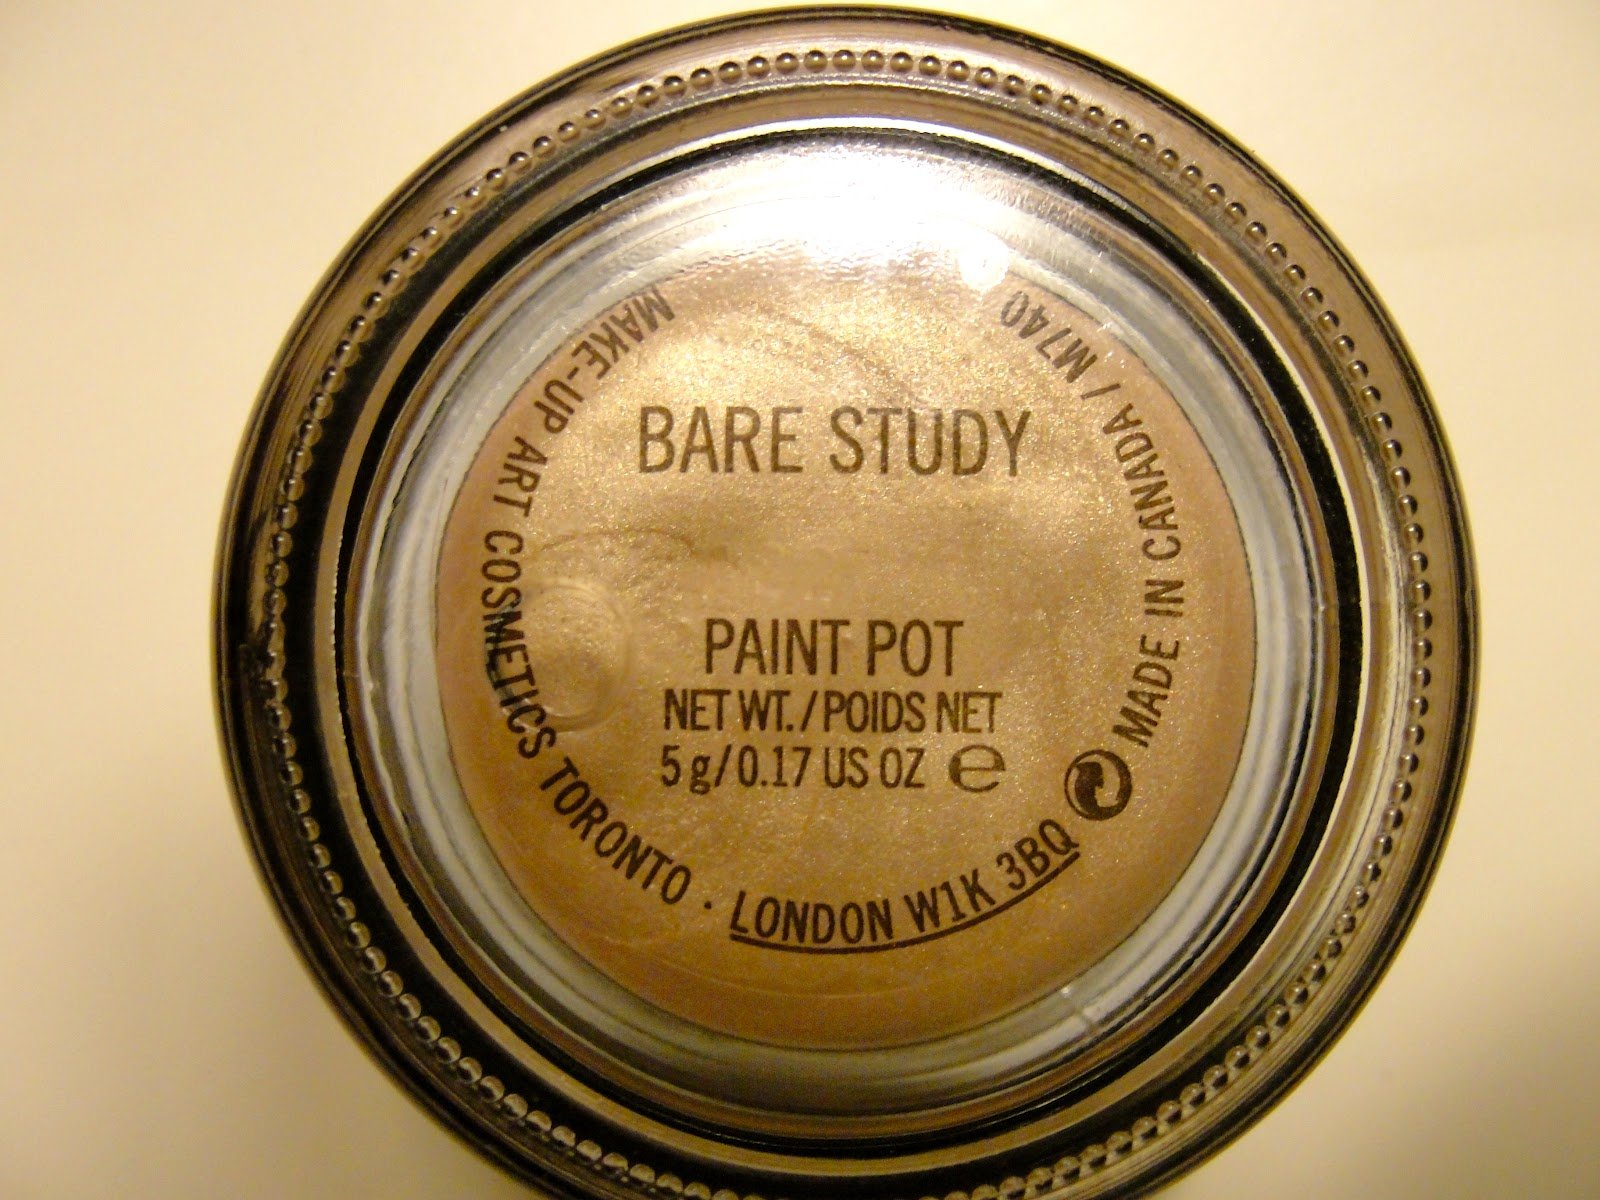 BARE STUDY
PAINT POT
NET WT./POIDS NET
5 g/0.17 US OZ ℮
MAKE-UP ART COSMETICS TORONTO · LONDON W1K 3BQ
MADE IN CANADA / M740